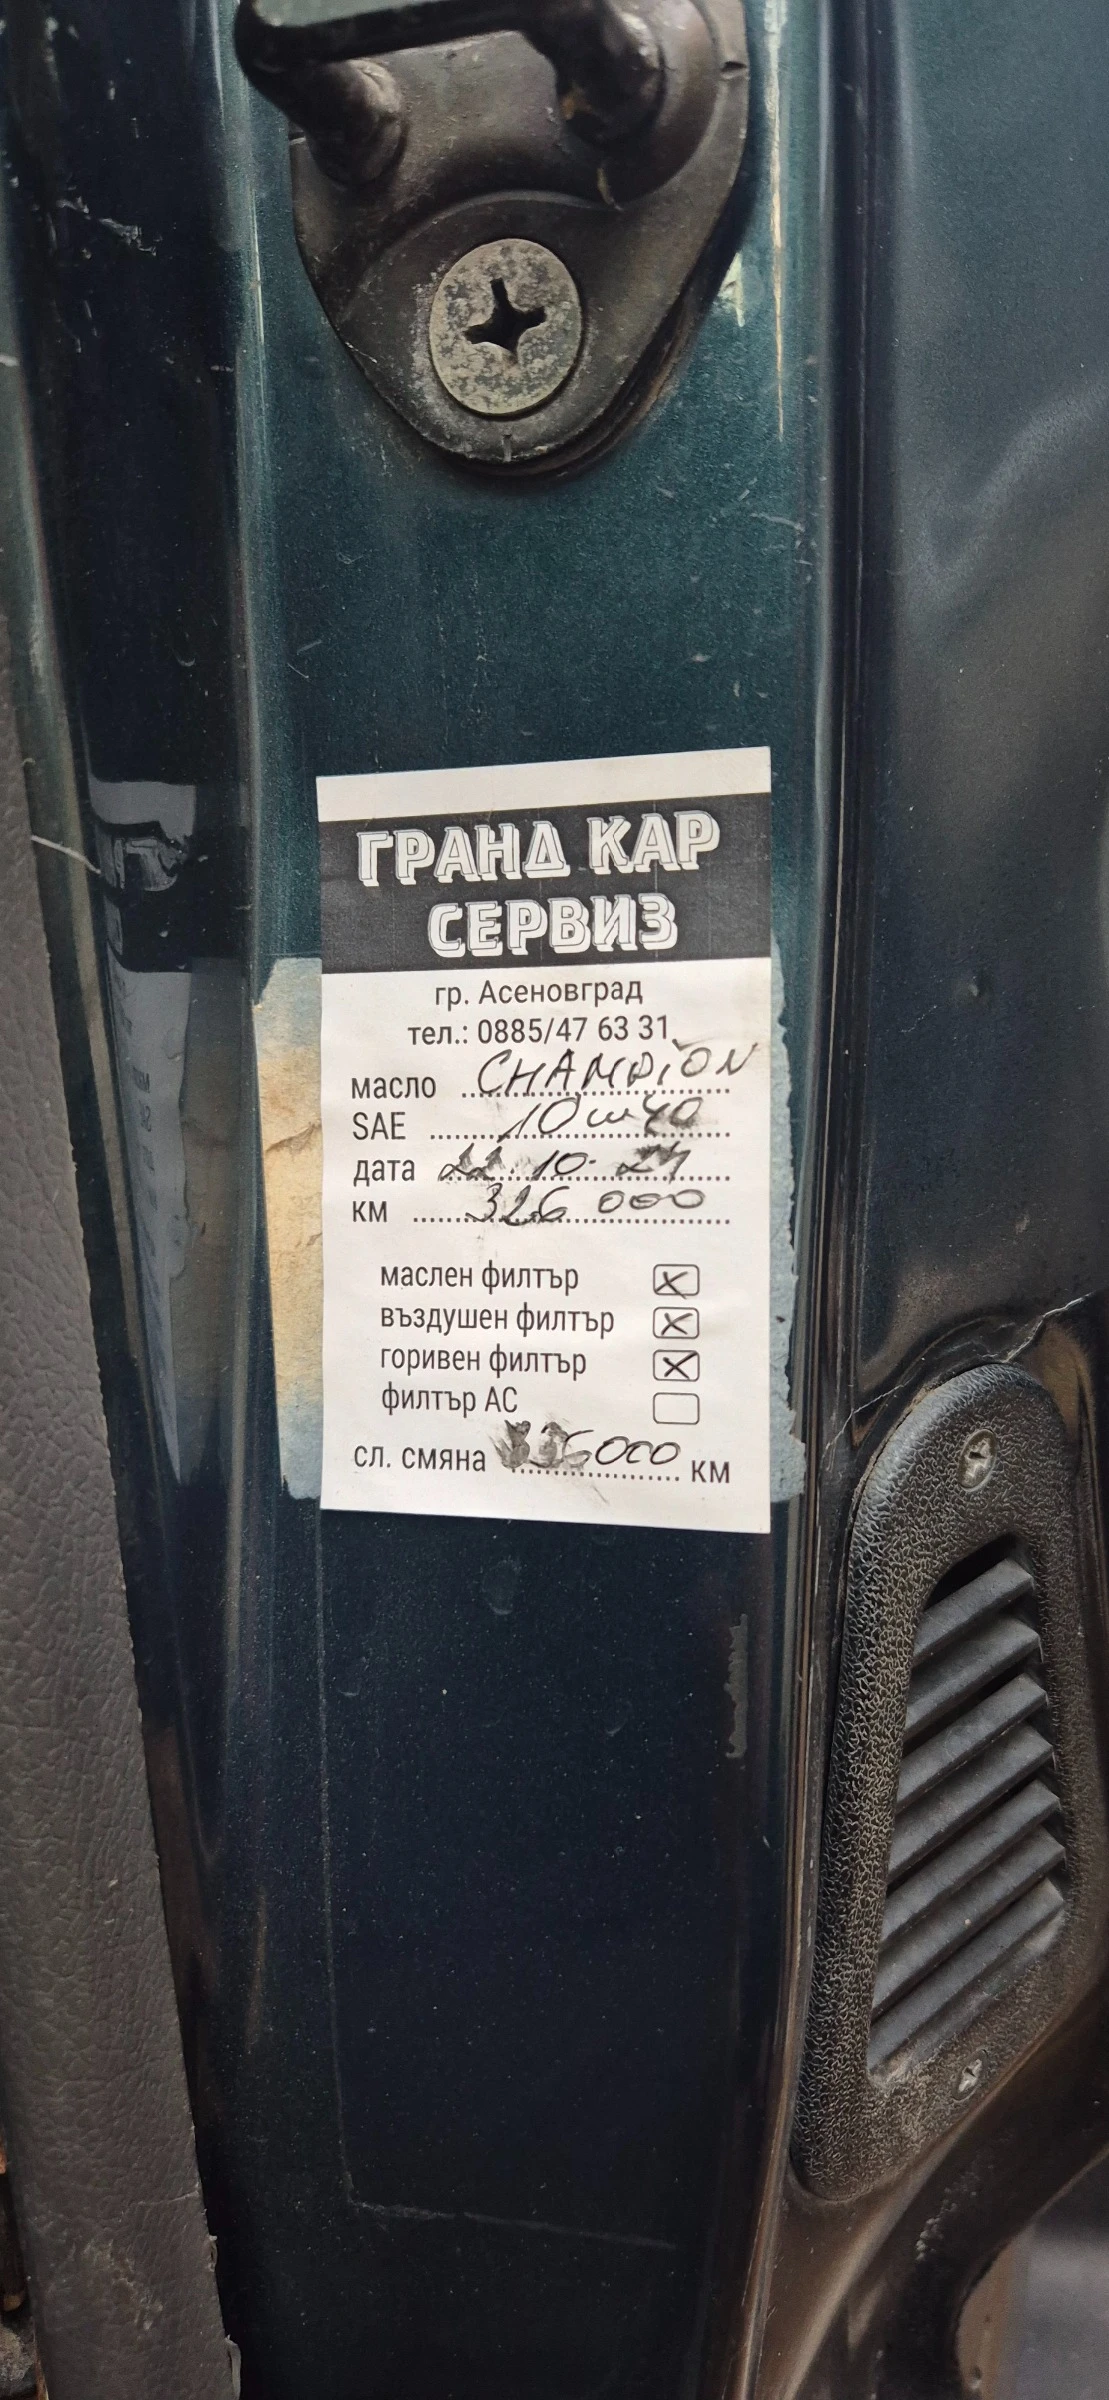 ГРАНД КАР
СЕРВИЗ
гр. Асеновград
тел.: 0885/47 63 31
масло CHAMPiON
SAE 10w40
дата 22.10.24
км 326 000
маслен филтър X
въздушен филтър X
горивен филтър X
филтър АС
сл. смяна 336000 км